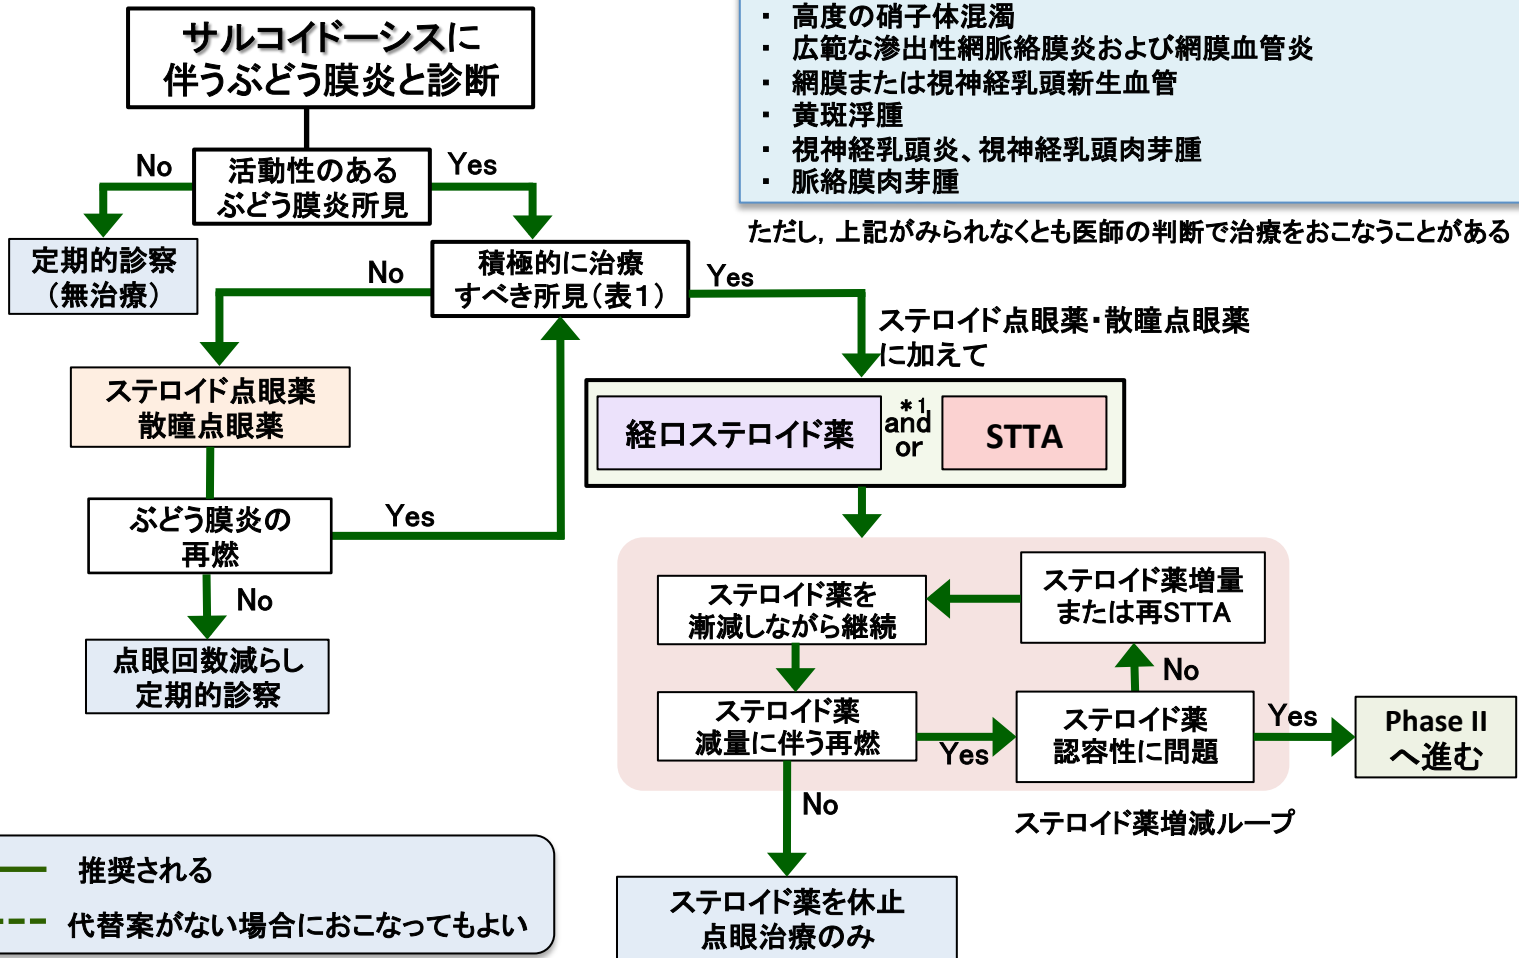 サルコイドーシスに
伴うぶどう膜炎と診断
・ 高度の硝子体混濁
・ 広範な滲出性網脈絡膜炎および網膜血管炎
・ 網膜または視神経乳頭新生血管
・ 黄斑浮腫
・ 視神経乳頭炎、視神経乳頭肉芽腫
・ 脈絡膜肉芽腫
ただし, 上記がみられなくとも医師の判断で治療をおこなうことがある
No
活動性のある
ぶどう膜炎所見
Yes
定期的診察
（無治療）
No
積極的に治療
すべき所見（表1）
Yes
ステロイド点眼薬・散瞳点眼薬
に加えて
ステロイド点眼薬
散瞳点眼薬
経口ステロイド薬
*1
and
or
STTA
ぶどう膜炎の
再燃
Yes
No
点眼回数減らし
定期的診察
ステロイド薬を
漸減しながら継続
ステロイド薬増量
または再STTA
No
ステロイド薬
減量に伴う再燃
Yes
ステロイド薬
認容性に問題
Yes
Phase II
へ進む
No
ステロイド薬増減ループ
ステロイド薬を休止
点眼治療のみ
推奨される
代替案がない場合におこなってもよい